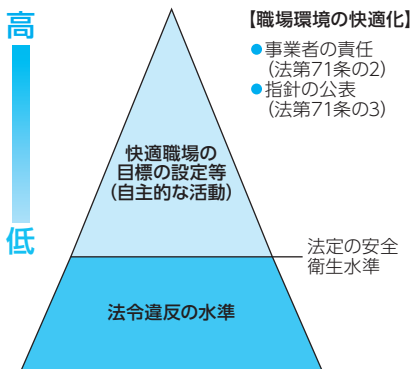 高
低
【職場環境の快適化】
●事業者の責任
(法第71条の2)
●指針の公表
(法第71条の3)
快適職場の
目標の設定等
(自主的な活動)
法定の安全
衛生水準
法令違反の水準